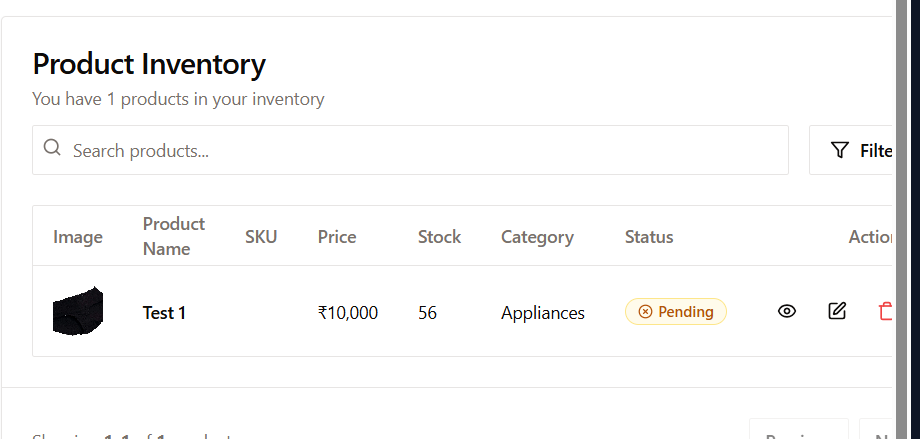 Product Inventory
You have 1 products in your inventory
Search products...
Filte
Image
Product
Name
SKU
Price
Stock
Category
Status
Actio
Test 1
₹10,000
56
Appliances
Pending